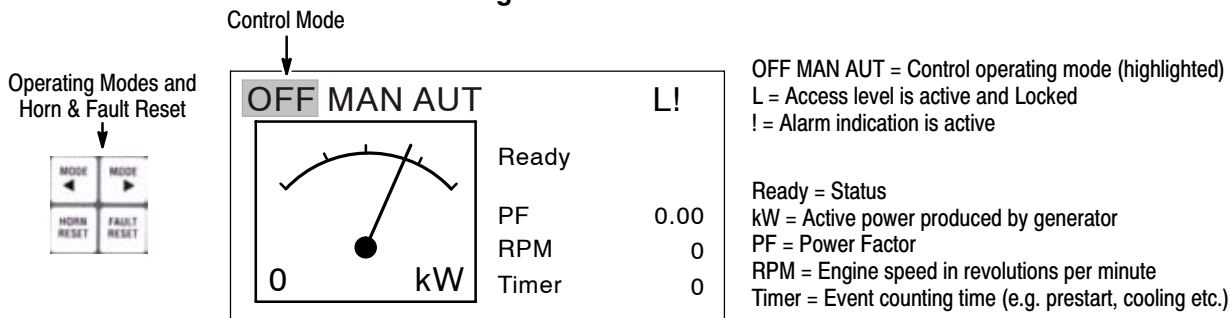 Control Mode
Operating Modes and
Horn & Fault Reset
MODE MODE
HORN RESET FAULT RESET
OFF MAN AUT L!
Ready
PF 0.00
RPM 0
Timer 0
0 kW
OFF MAN AUT = Control operating mode (highlighted)
L = Access level is active and Locked
! = Alarm indication is active
Ready = Status
kW = Active power produced by generator
PF = Power Factor
RPM = Engine speed in revolutions per minute
Timer = Event counting time (e.g. prestart, cooling etc.)